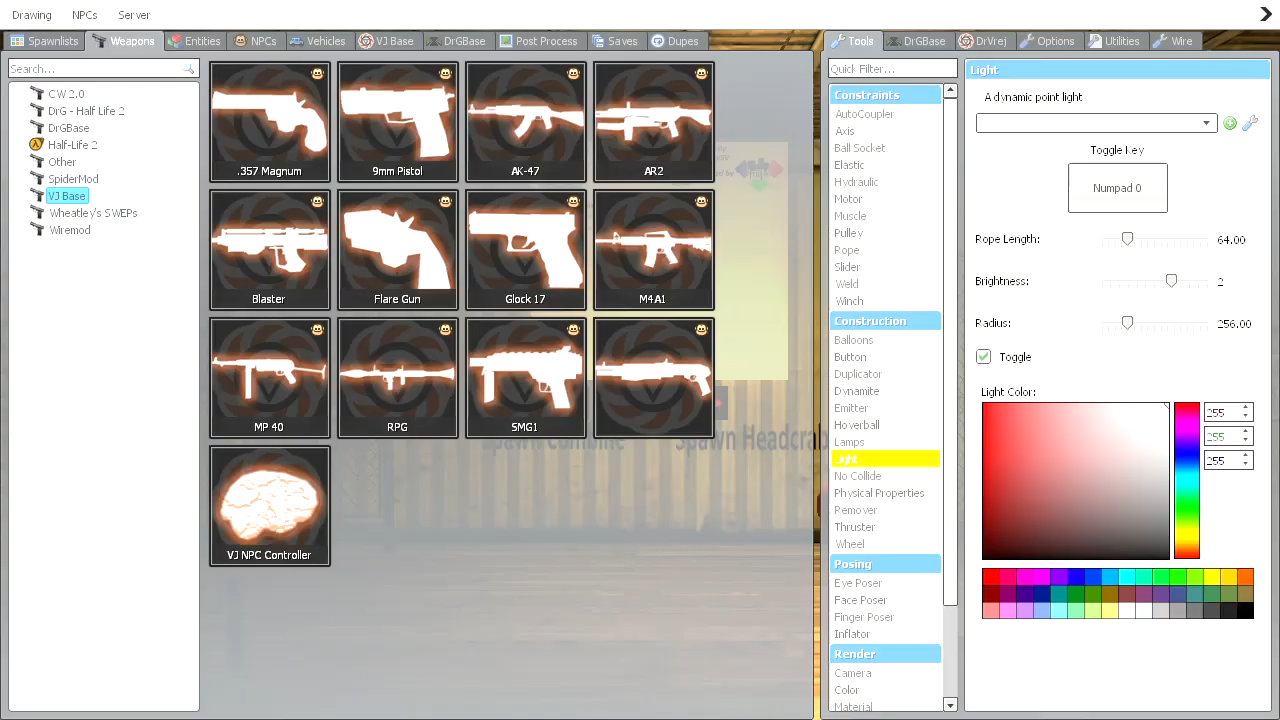 Drawing NPCs Server
Spawnlists Weapons Entities NPCs Vehicles VJ Base DrGBase Post Process Saves Dupes
Tools DrGBase DrVrej Options Utilities Wire
Search...
CW 2.0
DrG - Half Life 2
DrGBase
Half-Life 2
Other
SpiderMod
VJ Base
Wheatley's SWEPs
Wiremod
.357 Magnum
9mm Pistol
AK-47
AR2
Blaster
Flare Gun
Glock 17
M4A1
MP 40
RPG
SMG1
VJ NPC Controller
Spawn Combine
Spawn Headcrab
Quick Filter...
Constraints
AutoCoupler
Axis
Ball Socket
Elastic
Hydraulic
Motor
Muscle
Pulley
Rope
Slider
Weld
Winch
Construction
Balloons
Button
Duplicator
Dynamite
Emitter
Hoverball
Lamps
Light
No Collide
Physical Properties
Remover
Thruster
Wheel
Posing
Eye Poser
Face Poser
Finger Poser
Inflator
Render
Camera
Color
Material
Light
A dynamic point light
Toggle Key
Numpad 0
Rope Length: 64.00
Brightness: 2
Radius: 256.00
Toggle
Light Color:
255
255
255